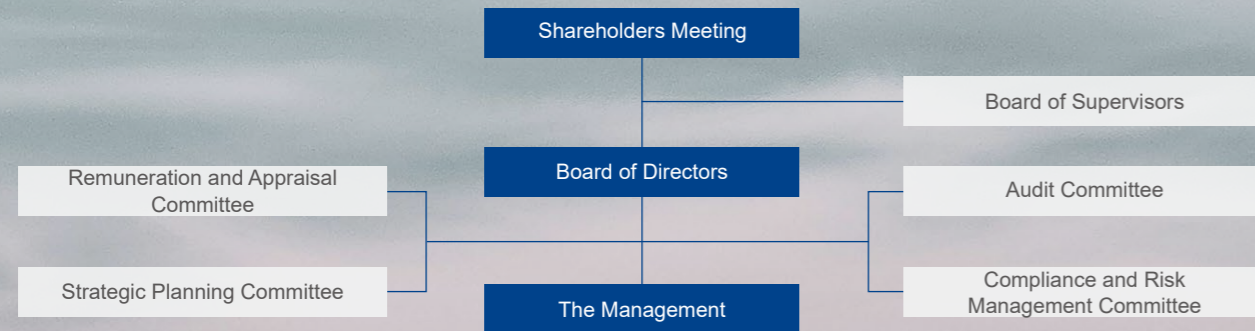 Shareholders Meeting
Board of Supervisors
Board of Directors
Remuneration and Appraisal
Committee
Audit Committee
Strategic Planning Committee
Compliance and Risk
Management Committee
The Management